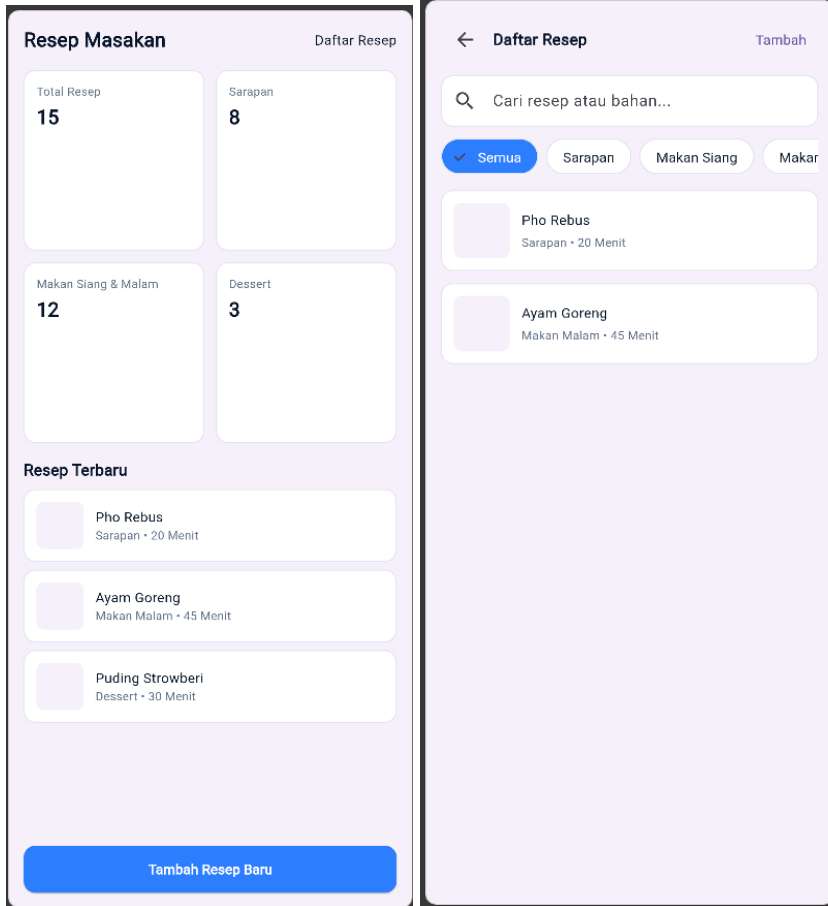 Resep Masakan
Daftar Resep
Total Resep
15
Sarapan
8
Makan Siang & Malam
12
Dessert
3
Resep Terbaru
Pho Rebus
Sarapan • 20 Menit
Ayam Goreng
Makan Malam • 45 Menit
Puding Strowberi
Dessert • 30 Menit
Tambah Resep Baru
Daftar Resep
Tambah
Cari resep atau bahan...
Semua
Sarapan
Makan Siang
Makar
Pho Rebus
Sarapan • 20 Menit
Ayam Goreng
Makan Malam • 45 Menit